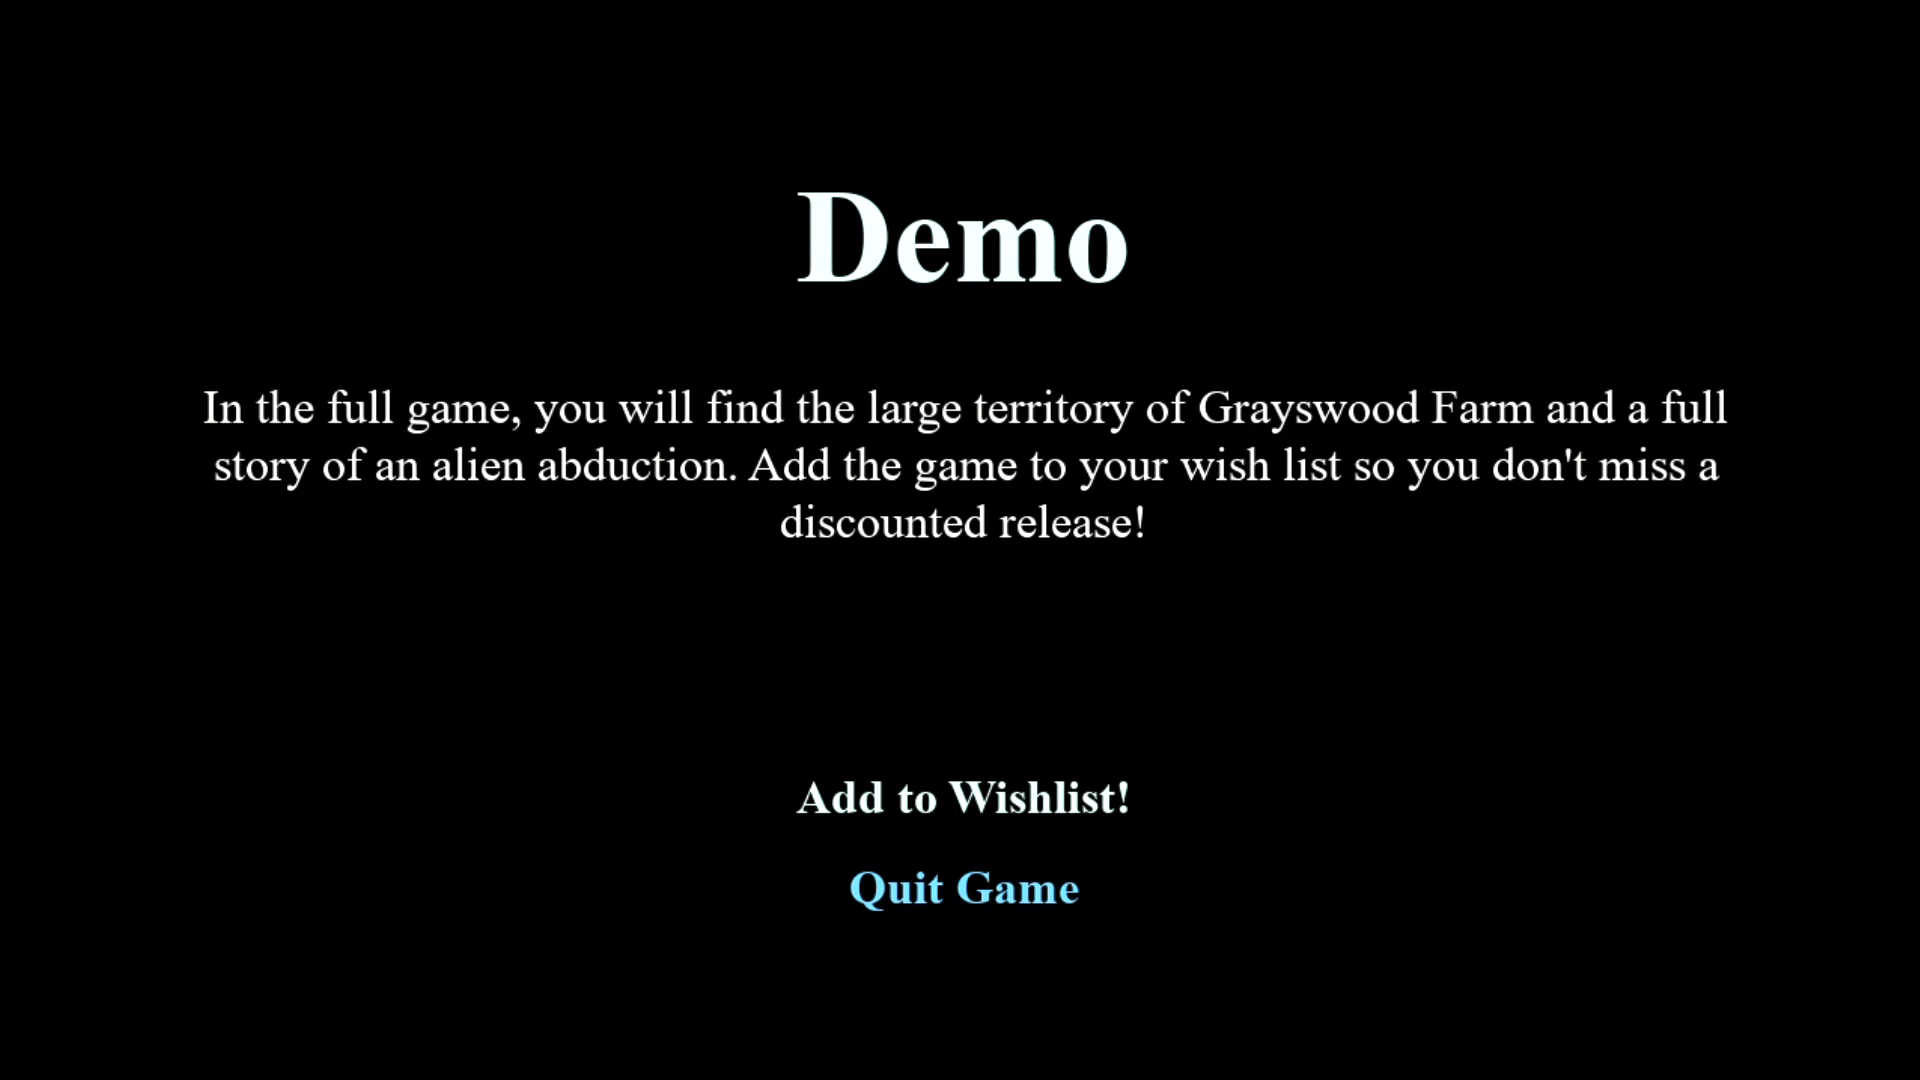 Demo
In the full game, you will find the large territory of Grayswood Farm and a full
story of an alien abduction. Add the game to your wish list so you don't miss a
discounted release!
Add to Wishlist!
Quit Game